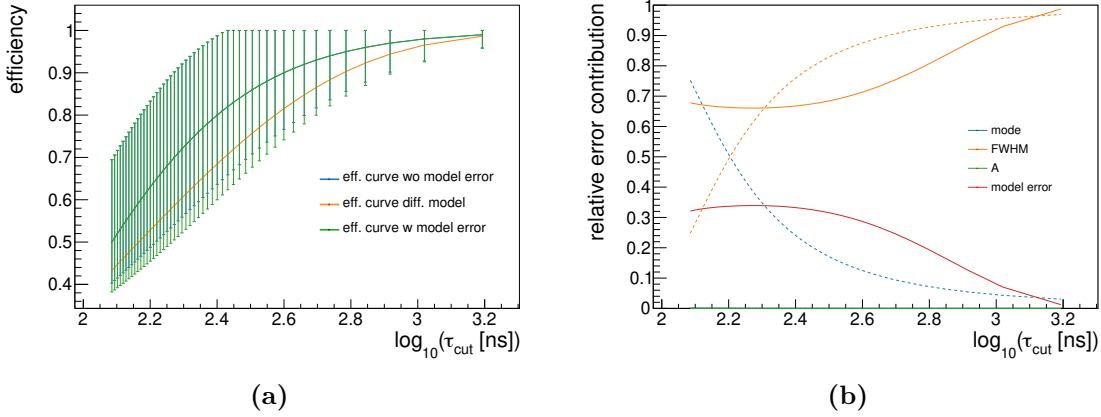 efficiency
1
0.9
0.8
0.7
0.6
0.5
0.4
eff. curve wo model error
eff. curve diff. model
eff. curve w model error
2 2.2 2.4 2.6 2.8 3 3.2
log10(τcut [ns])
(a)
relative error contribution
1
0.9
0.8
0.7
0.6
0.5
0.4
0.3
0.2
0.1
0
mode
FWHM
A
model error
2 2.2 2.4 2.6 2.8 3 3.2
log10(τcut [ns])
(b)